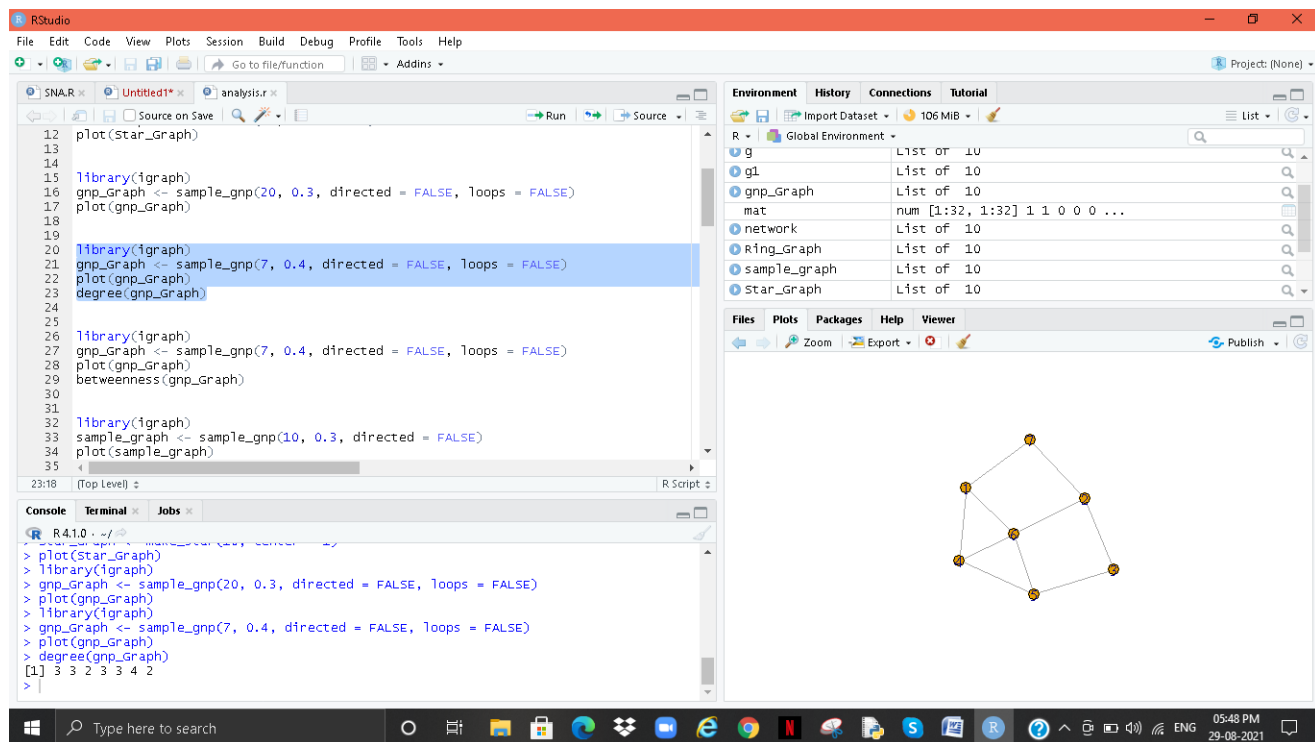 RStudio
File Edit Code View Plots Session Build Debug Profile Tools Help
Go to file/function Addins Project: (None)
SNA.R Untitled1* analysis.r
Source on Save Run Source
12 plot(Star_Graph)
13
14
15 library(igraph)
16 gnp_Graph <- sample_gnp(20, 0.3, directed = FALSE, loops = FALSE)
17 plot(gnp_Graph)
18
19
20 library(igraph)
21 gnp_Graph <- sample_gnp(7, 0.4, directed = FALSE, loops = FALSE)
22 plot(gnp_Graph)
23 degree(gnp_Graph)
24
25
26 library(igraph)
27 gnp_Graph <- sample_gnp(7, 0.4, directed = FALSE, loops = FALSE)
28 plot(gnp_Graph)
29 betweenness(gnp_Graph)
30
31
32 library(igraph)
33 sample_graph <- sample_gnp(10, 0.3, directed = FALSE)
34 plot(sample_graph)
35
23:18 (Top Level) R Script
Console Terminal Jobs
R 4.1.0 · ~/
> plot(Star_Graph)
> library(igraph)
> gnp_Graph <- sample_gnp(20, 0.3, directed = FALSE, loops = FALSE)
> plot(gnp_Graph)
> library(igraph)
> gnp_Graph <- sample_gnp(7, 0.4, directed = FALSE, loops = FALSE)
> plot(gnp_Graph)
> degree(gnp_Graph)
[1] 3 3 2 3 3 4 2
>
Environment History Connections Tutorial
Import Dataset 106 MiB List
R Global Environment
g List of 10
g1 List of 10
gnp_Graph List of 10
mat num [1:32, 1:32] 1 1 0 0 0 ...
network List of 10
Ring_Graph List of 10
sample_graph List of 10
Star_Graph List of 10
Files Plots Packages Help Viewer
Zoom Export Publish
7
1
2
6
4
3
5
Type here to search
ENG
05:48 PM
29-08-2021